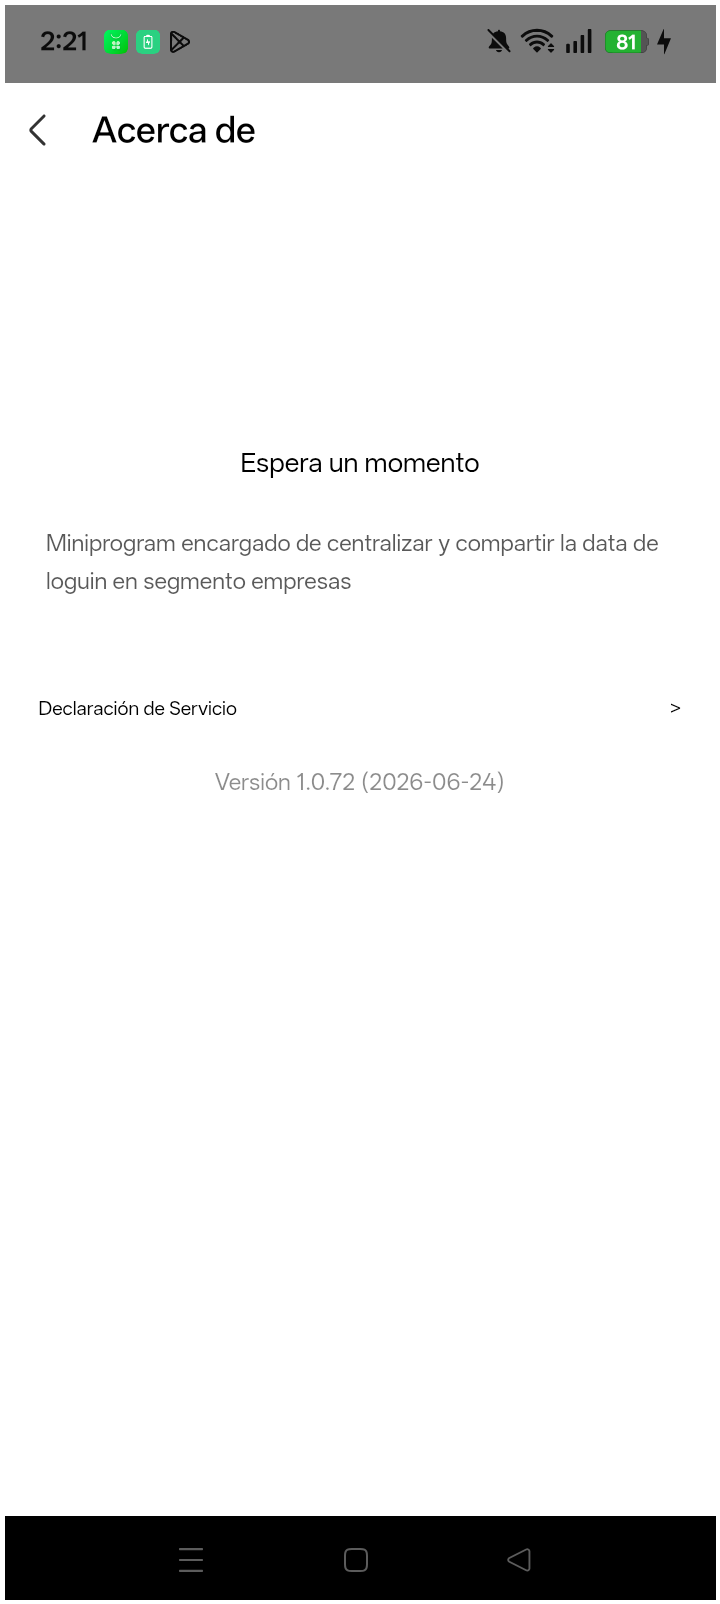 2:21
81
Acerca de
Espera un momento
Miniprogram encargado de centralizar y compartir la data de
loguin en segmento empresas
Declaración de Servicio >
Versión 1.0.72 (2026-06-24)